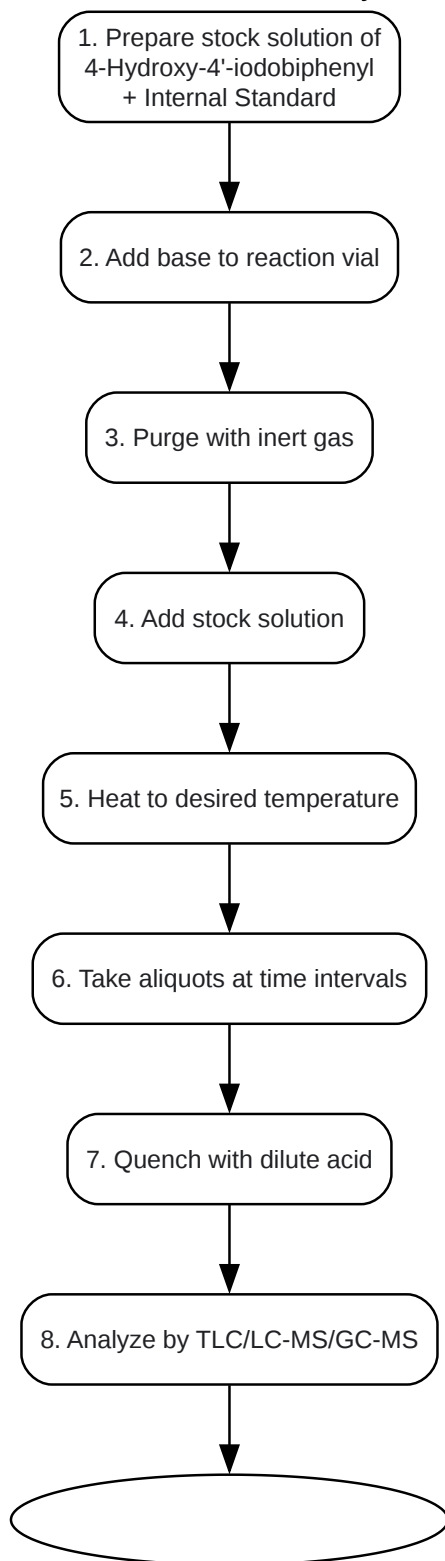 1. Prepare stock solution of
4-Hydroxy-4'-iodobiphenyl
+ Internal Standard
2. Add base to reaction vial
3. Purge with inert gas
4. Add stock solution
5. Heat to desired temperature
6. Take aliquots at time intervals
7. Quench with dilute acid
8. Analyze by TLC/LC-MS/GC-MS